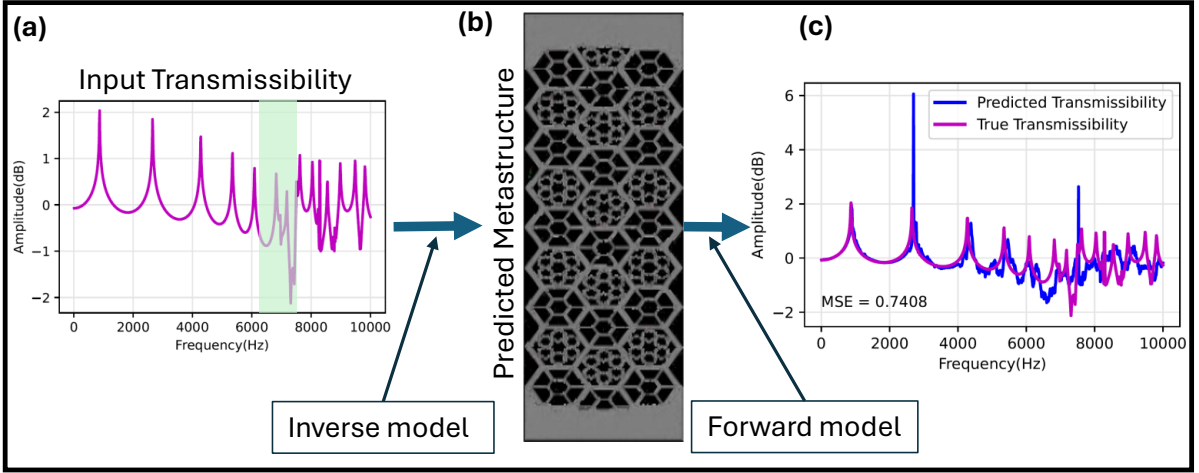 (a)
Input Transmissibility
2
1
0
−1
−2
Amplitude(dB)
0
2000
4000
6000
8000
10000
Frequency(Hz)
Inverse model
(b)
Predicted Metastructure
Forward model
(c)
6
4
2
0
−2
Amplitude(dB)
Predicted Transmissibility
True Transmissibility
MSE = 0.7408
0
2000
4000
6000
8000
10000
Frequency(Hz)